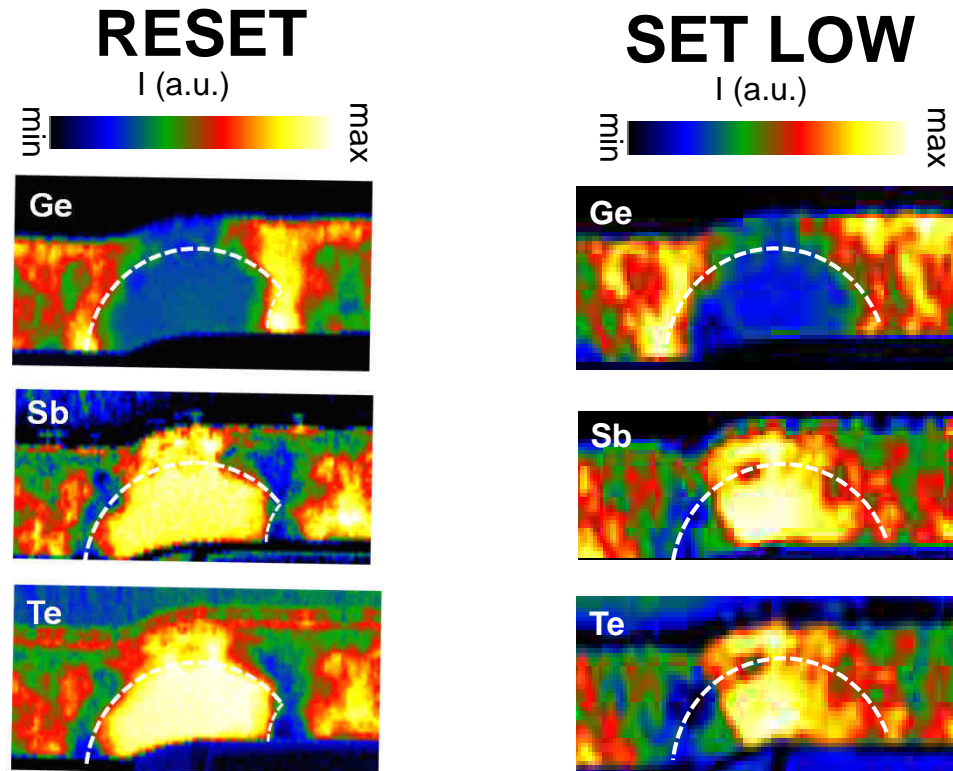 RESET
I (a.u.)
min
max
Ge
Sb
Te
SET LOW
I (a.u.)
min
max
Ge
Sb
Te